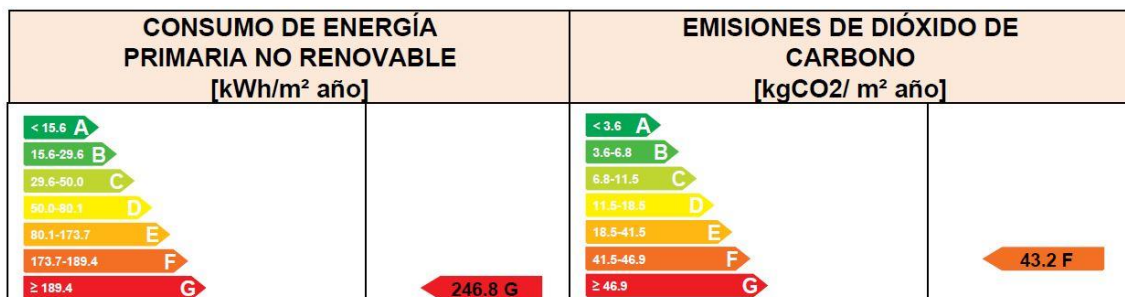 CONSUMO DE ENERGÍA
PRIMARIA NO RENOVABLE
[kWh/m² año]
< 15.6 A
15.6-29.6 B
29.6-50.0 C
50.0-80.1 D
80.1-173.7 E
173.7-189.4 F
≥ 189.4 G
246.8 G
EMISIONES DE DIÓXIDO DE
CARBONO
[kgCO2/ m² año]
< 3.6 A
3.6-6.8 B
6.8-11.5 C
11.5-18.5 D
18.5-41.5 E
41.5-46.9 F
≥ 46.9 G
43.2 F